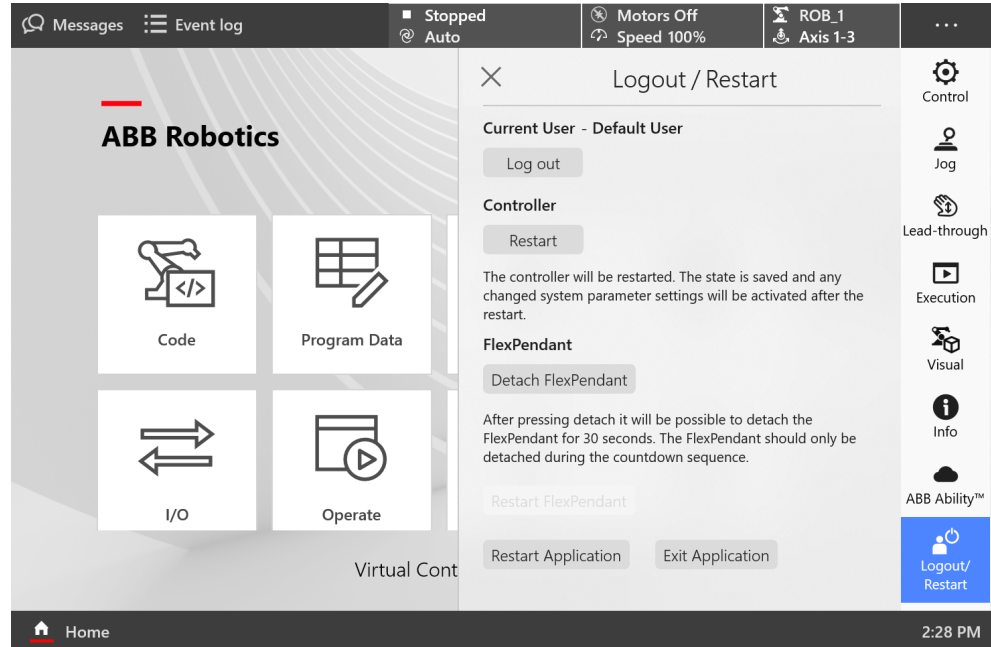 Messages
Event log
Stopped
Auto
Motors Off
Speed 100%
ROB_1
Axis 1-3
...
ABB Robotics
Code
Program Data
I/O
Operate
Virtual Cont
Logout / Restart
Current User - Default User
Log out
Controller
Restart
The controller will be restarted. The state is saved and any
changed system parameter settings will be activated after the
restart.
FlexPendant
Detach FlexPendant
After pressing detach it will be possible to detach the
FlexPendant for 30 seconds. The FlexPendant should only be
detached during the countdown sequence.
Restart FlexPendant
Restart Application
Exit Application
Control
Jog
Lead-through
Execution
Visual
Info
ABB Ability™
Logout/
Restart
Home
2:28 PM